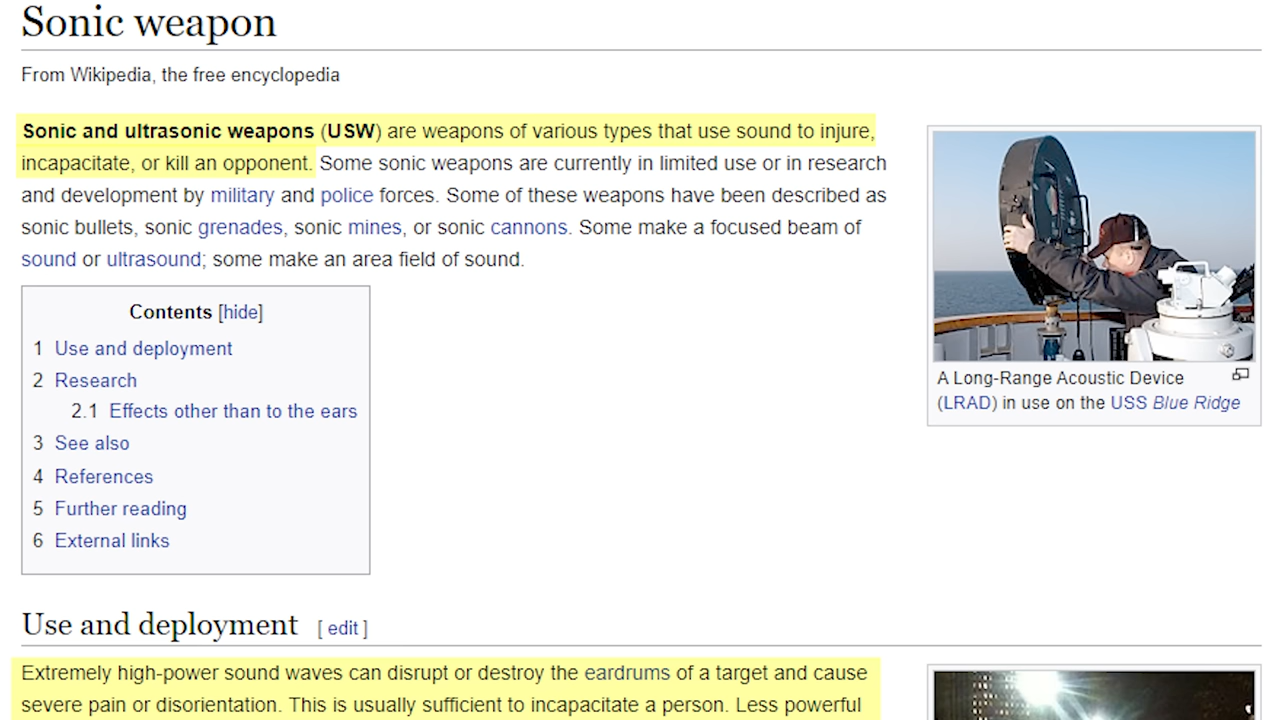 Sonic weapon
From Wikipedia, the free encyclopedia
Sonic and ultrasonic weapons (USW) are weapons of various types that use sound to injure,
incapacitate, or kill an opponent. Some sonic weapons are currently in limited use or in research
and development by military and police forces. Some of these weapons have been described as
sonic bullets, sonic grenades, sonic mines, or sonic cannons. Some make a focused beam of
sound or ultrasound; some make an area field of sound.
A Long-Range Acoustic Device
(LRAD) in use on the USS Blue Ridge
Contents [hide]
1 Use and deployment
2 Research
2.1 Effects other than to the ears
3 See also
4 References
5 Further reading
6 External links
Use and deployment [ edit ]
Extremely high-power sound waves can disrupt or destroy the eardrums of a target and cause
severe pain or disorientation. This is usually sufficient to incapacitate a person. Less powerful